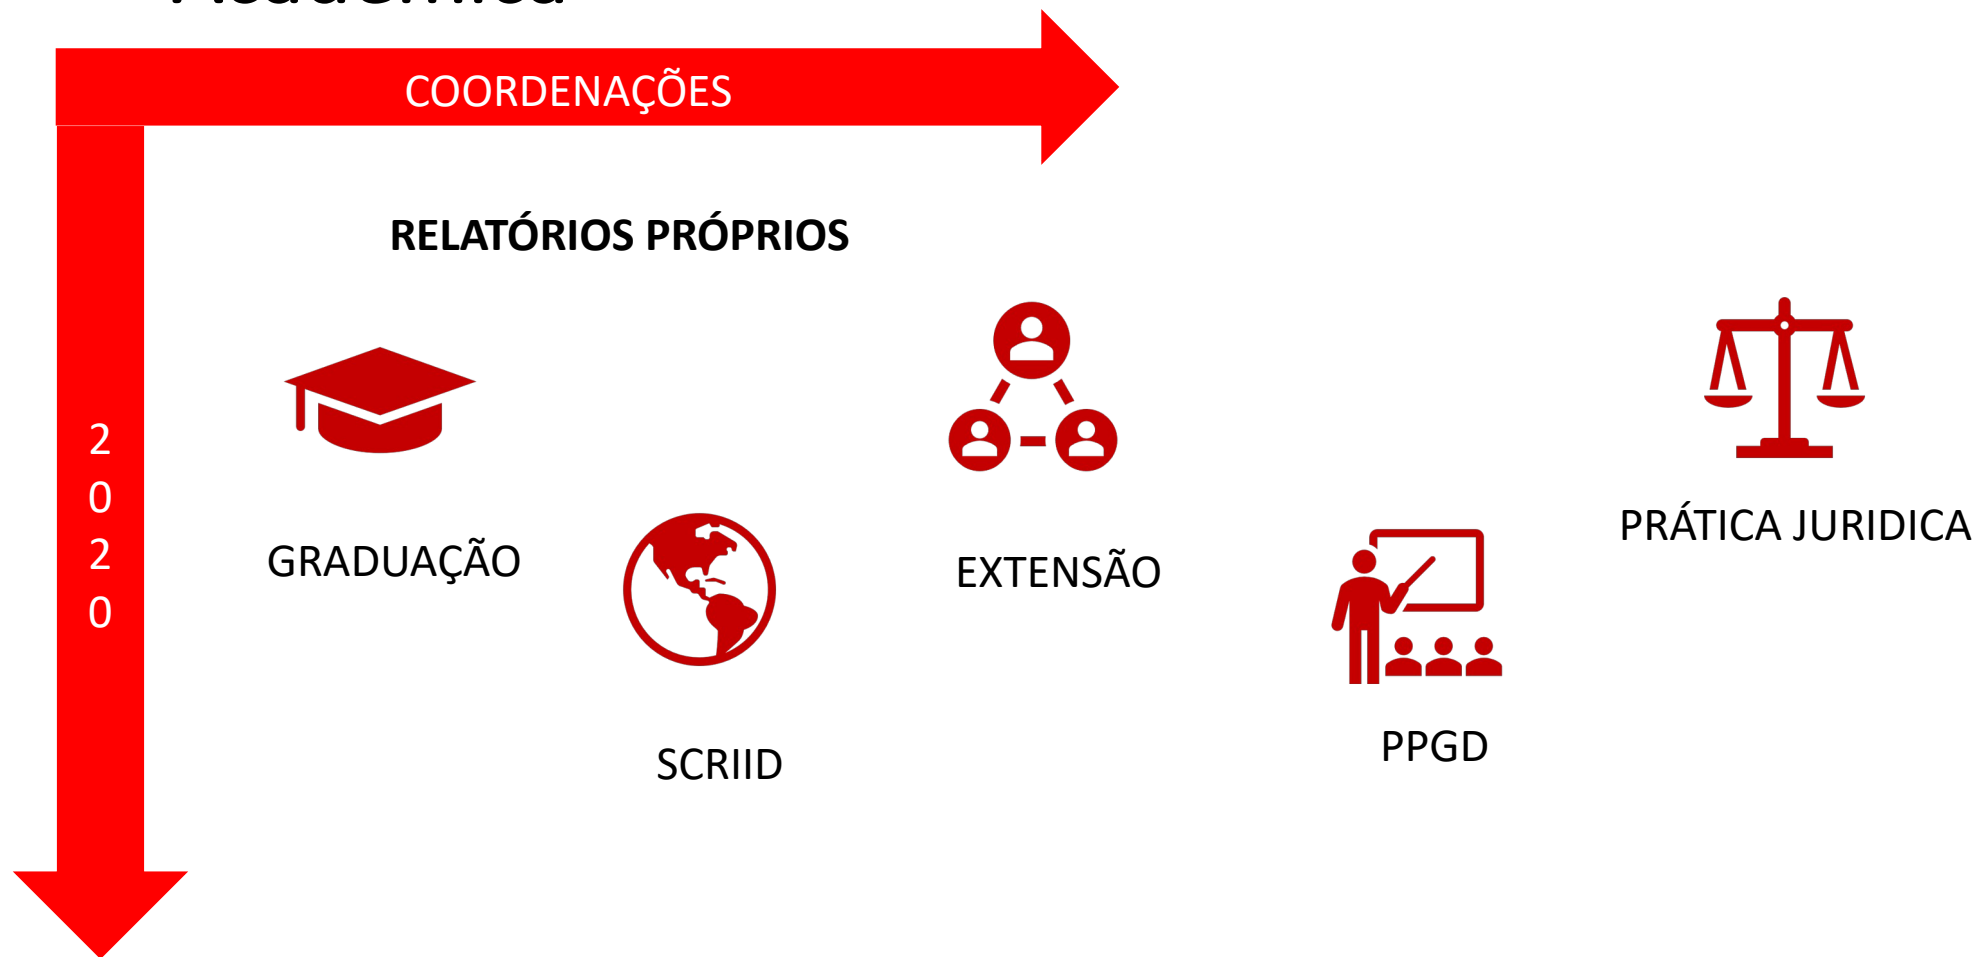 COORDENAÇÕES
RELATÓRIOS PRÓPRIOS
2
0
2
0
GRADUAÇÃO
SCRIID
EXTENSÃO
PPGD
PRÁTICA JURIDICA